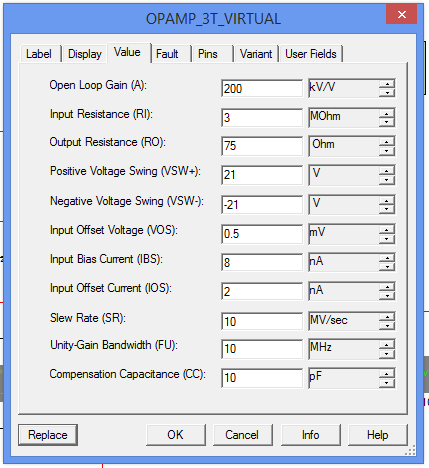 OPAMP_3T_VIRTUAL
Label Display Value Fault Pins Variant User Fields
Open Loop Gain (A): 200 kV/V
Input Resistance (RI): 3 MOhm
Output Resistance (RO): 75 Ohm
Positive Voltage Swing (VSW+): 21 V
Negative Voltage Swing (VSW-): -21 V
Input Offset Voltage (VOS): 0.5 mV
Input Bias Current (IBS): 8 nA
Input Offset Current (IOS): 2 nA
Slew Rate (SR): 10 MV/sec
Unity-Gain Bandwidth (FU): 10 MHz
Compensation Capacitance (CC): 10 pF
Replace OK Cancel Info Help